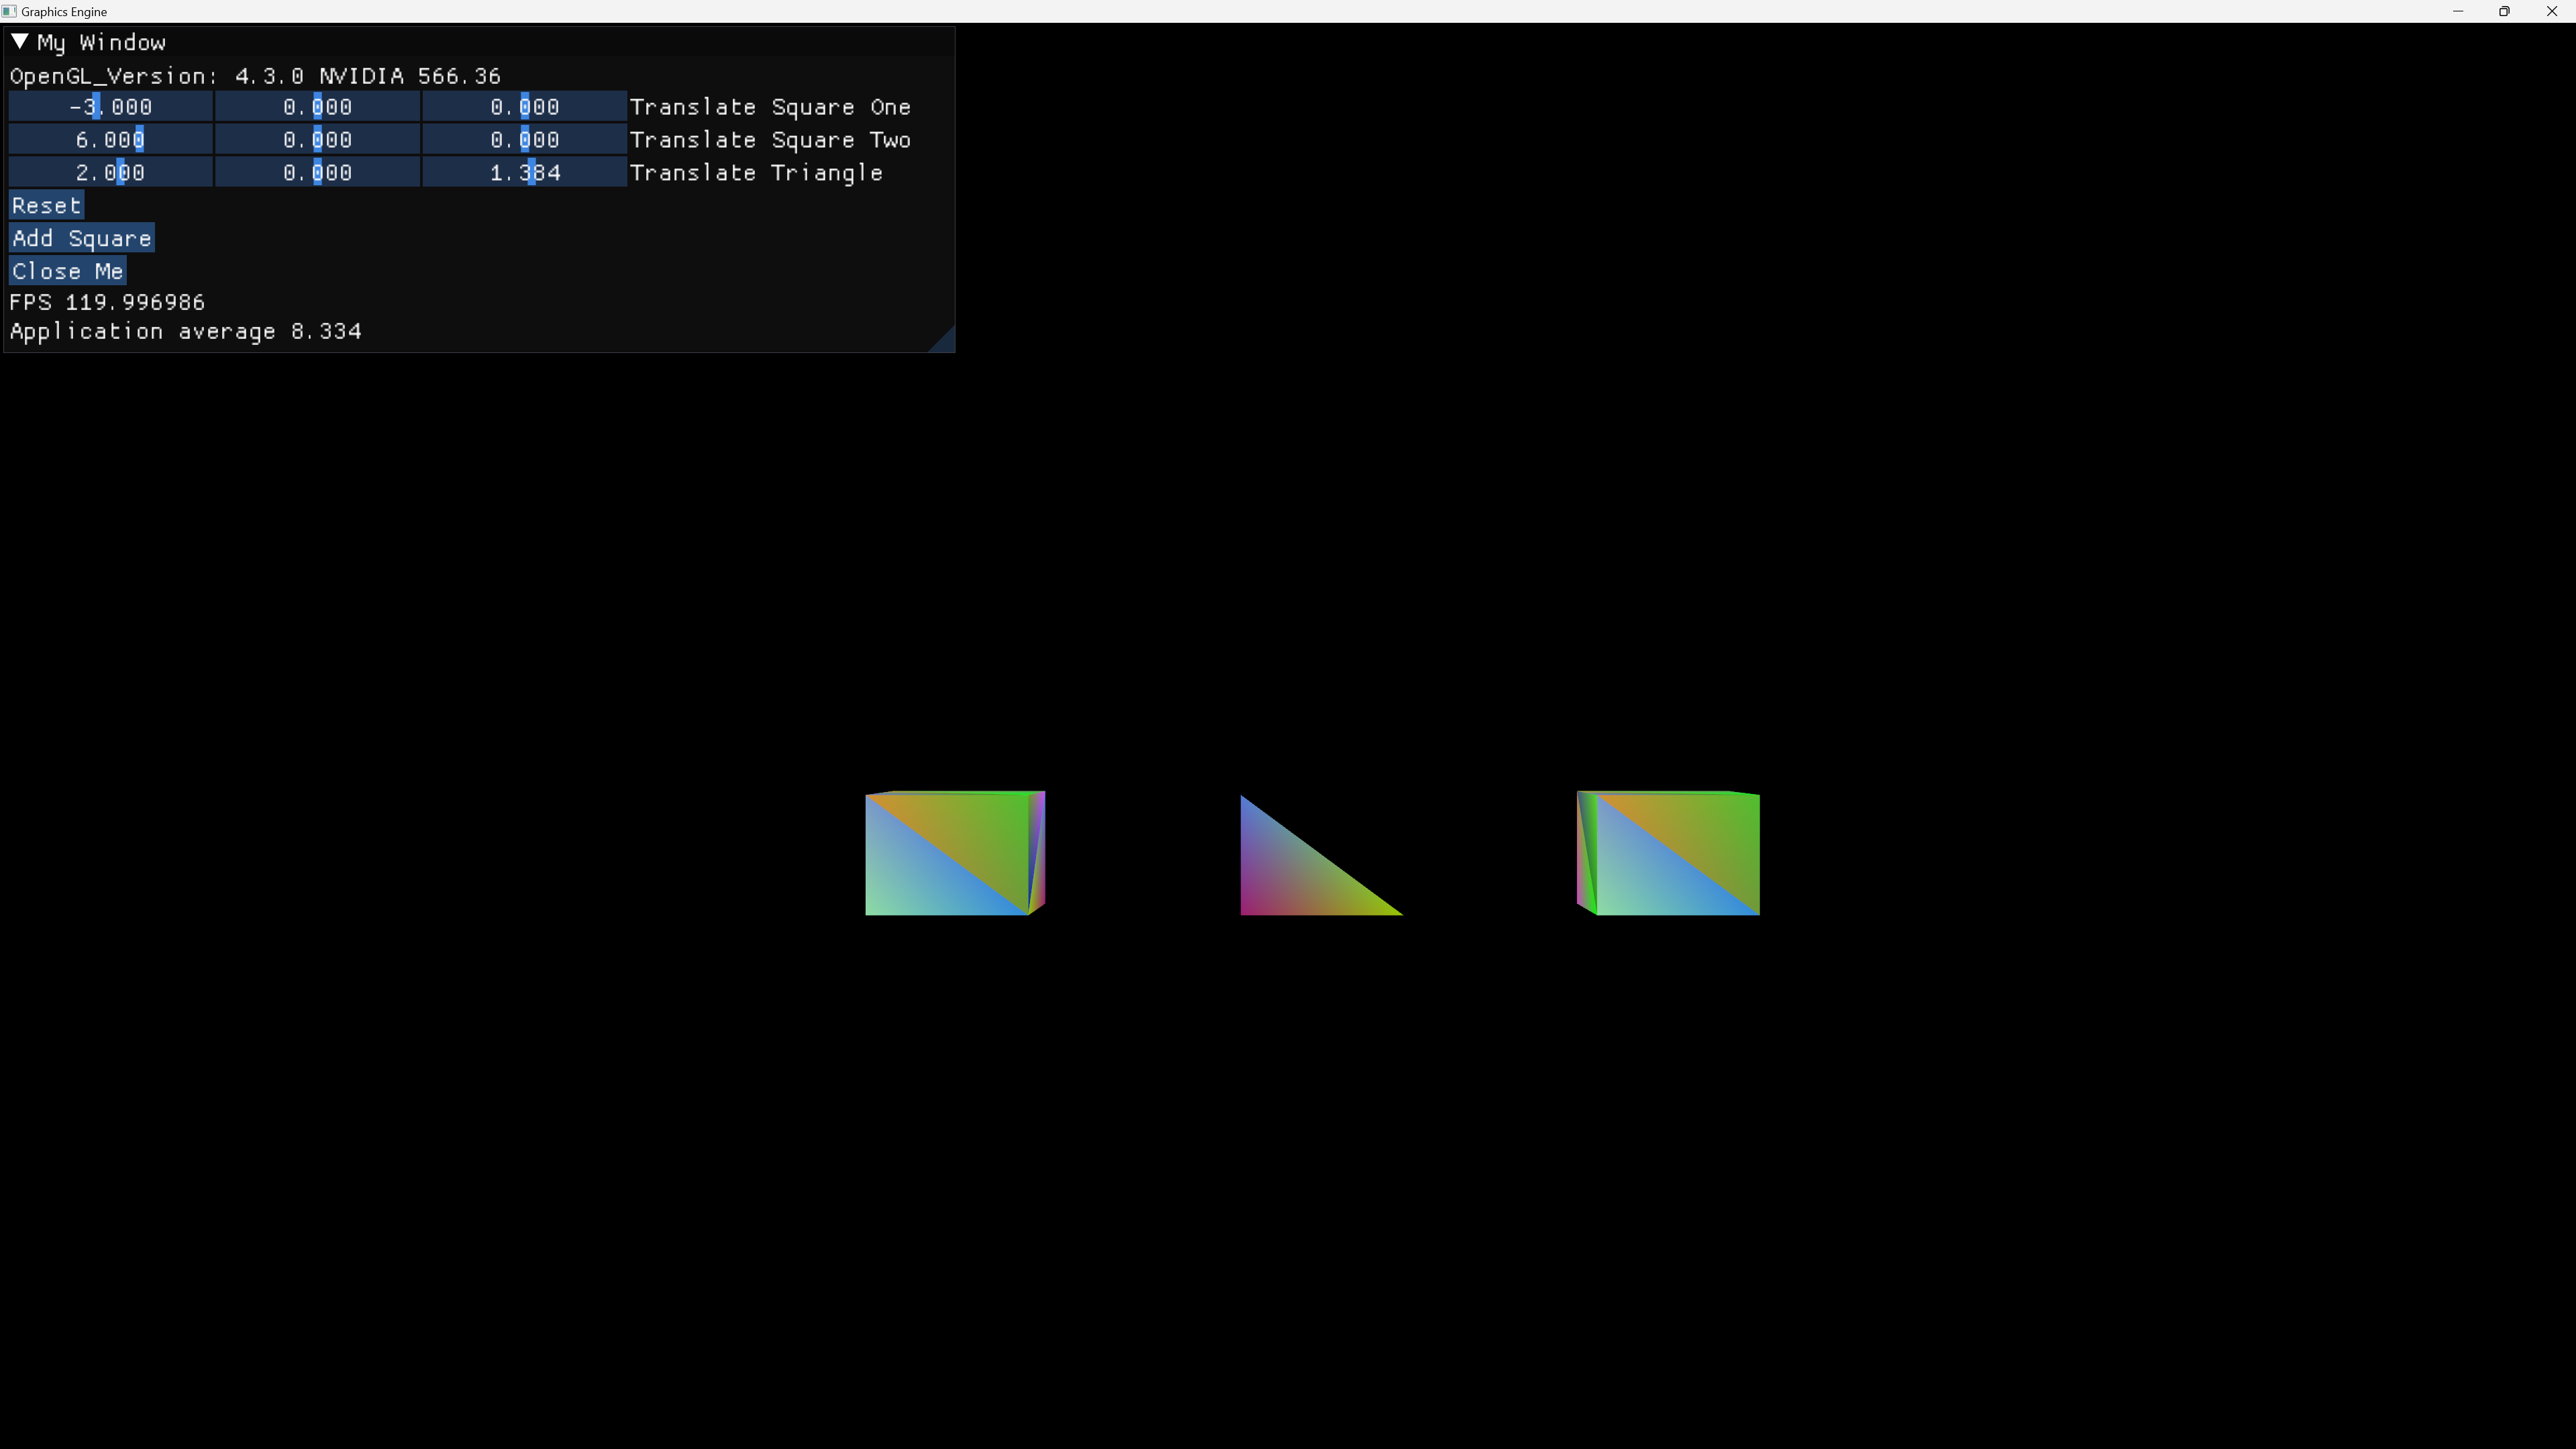 Graphics Engine
My Window
OpenGL_Version: 4.3.0 NVIDIA 566.36
-3.000 0.000 0.000 Translate Square One
6.000 0.000 0.000 Translate Square Two
2.000 0.000 1.384 Translate Triangle
Reset
Add Square
Close Me
FPS 119.996986
Application average 8.334